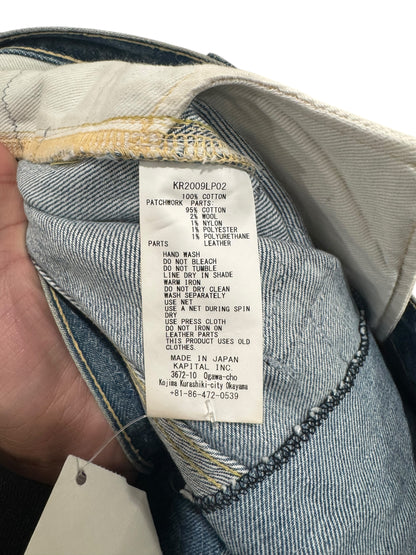 KR2009LP02
100% COTTON
PATCHWORK PARTS:
95% COTTON
2% WOOL
1% NYLON
1% POLYESTER
1% POLYURETHANE
PARTS LEATHER
HAND WASH
DO NOT BLEACH
DO NOT TUMBLE
LINE DRY IN SHADE
WARM IRON
DO NOT DRY CLEAN
WASH SEPARATELY
USE NET
USE A NET DURING SPIN
DRY
USE PRESS CLOTH
DO NOT IRON ON
LEATHER PARTS
THIS PRODUCT USES OLD
CLOTHES.
MADE IN JAPAN
KAPITAL INC.
3672-10 Ogawa-cho
Kojima Kurashiki-city Okayama
+81-86-472-0539